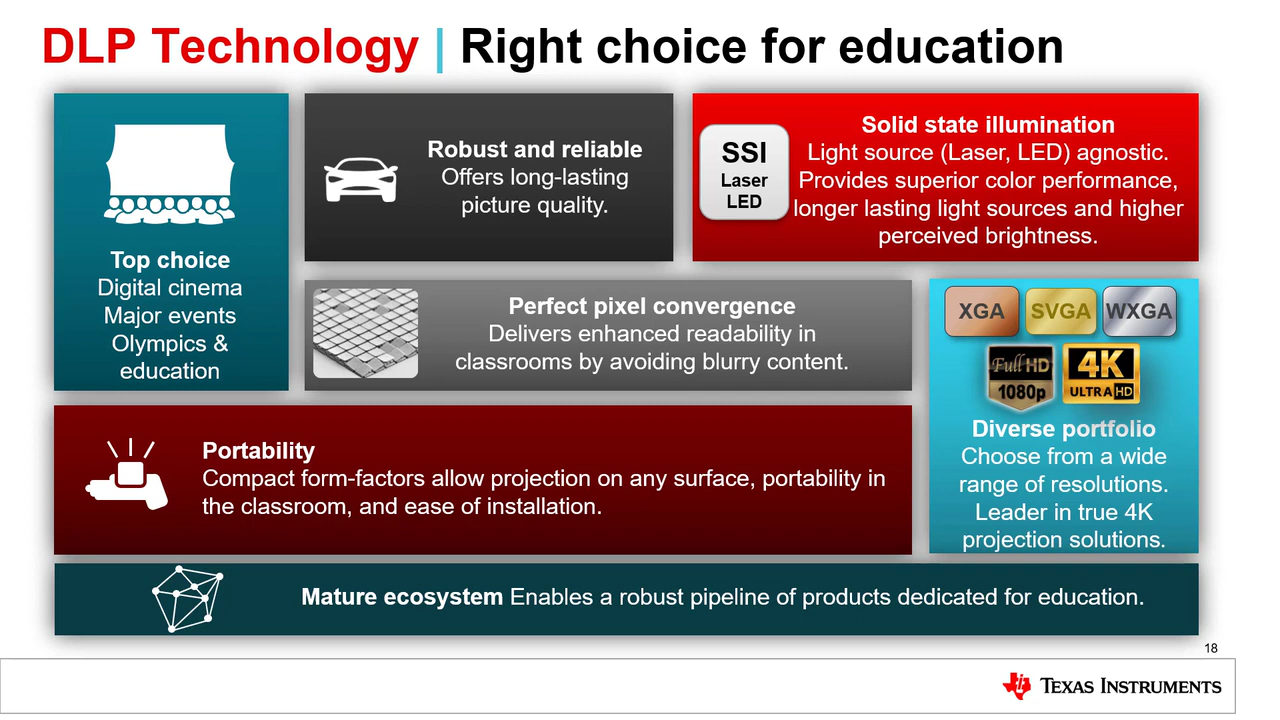 DLP Technology | Right choice for education
Top choice
Digital cinema
Major events
Olympics &
education
Robust and reliable
Offers long-lasting
picture quality.
SSI
Laser
LED
Solid state illumination
Light source (Laser, LED) agnostic.
Provides superior color performance,
longer lasting light sources and higher
perceived brightness.
Perfect pixel convergence
Delivers enhanced readability in
classrooms by avoiding blurry content.
XGA
SVGA
WXGA
Full HD
1080p
4K
ULTRA HD
Diverse portfolio
Choose from a wide
range of resolutions.
Leader in true 4K
projection solutions.
Portability
Compact form-factors allow projection on any surface, portability in
the classroom, and ease of installation.
Mature ecosystem Enables a robust pipeline of products dedicated for education.
18
TEXAS INSTRUMENTS